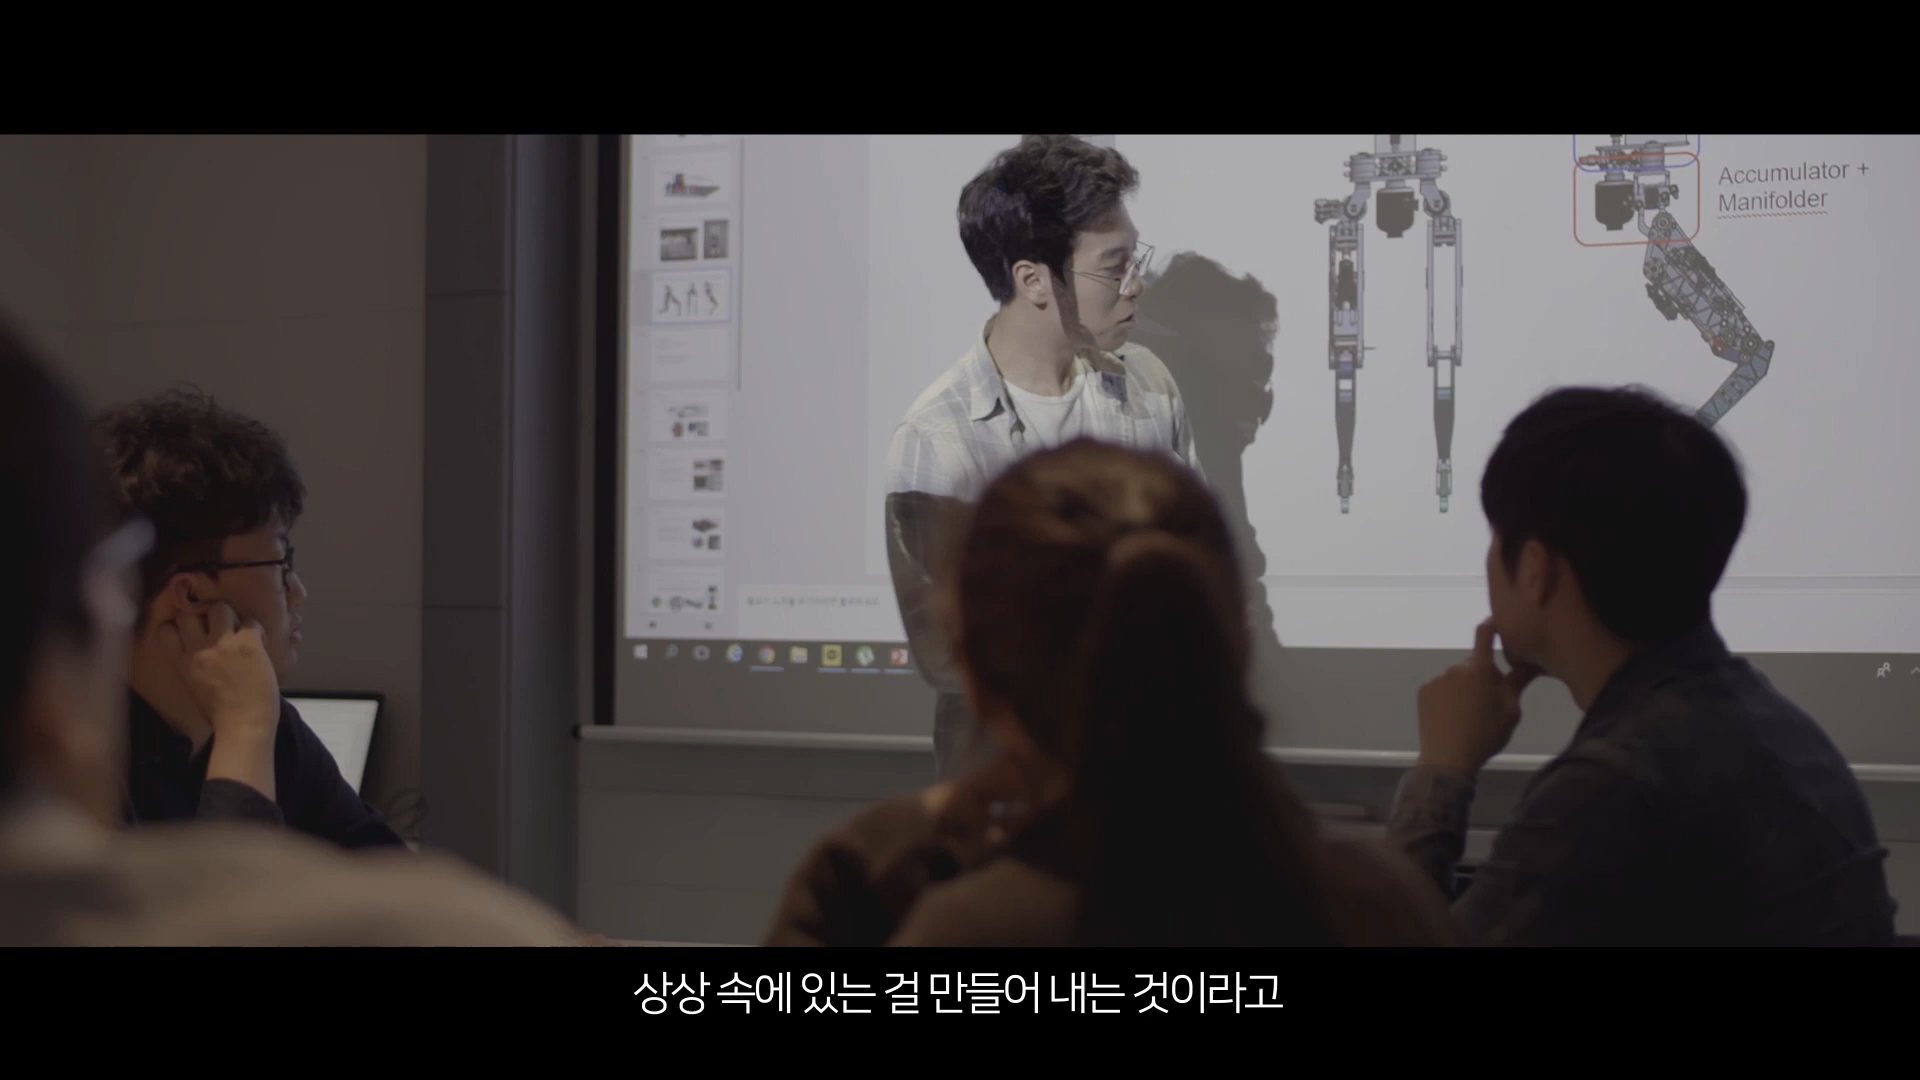 Accumulator +
Manifolder
상상 속에 있는 걸 만들어 내는 것이라고